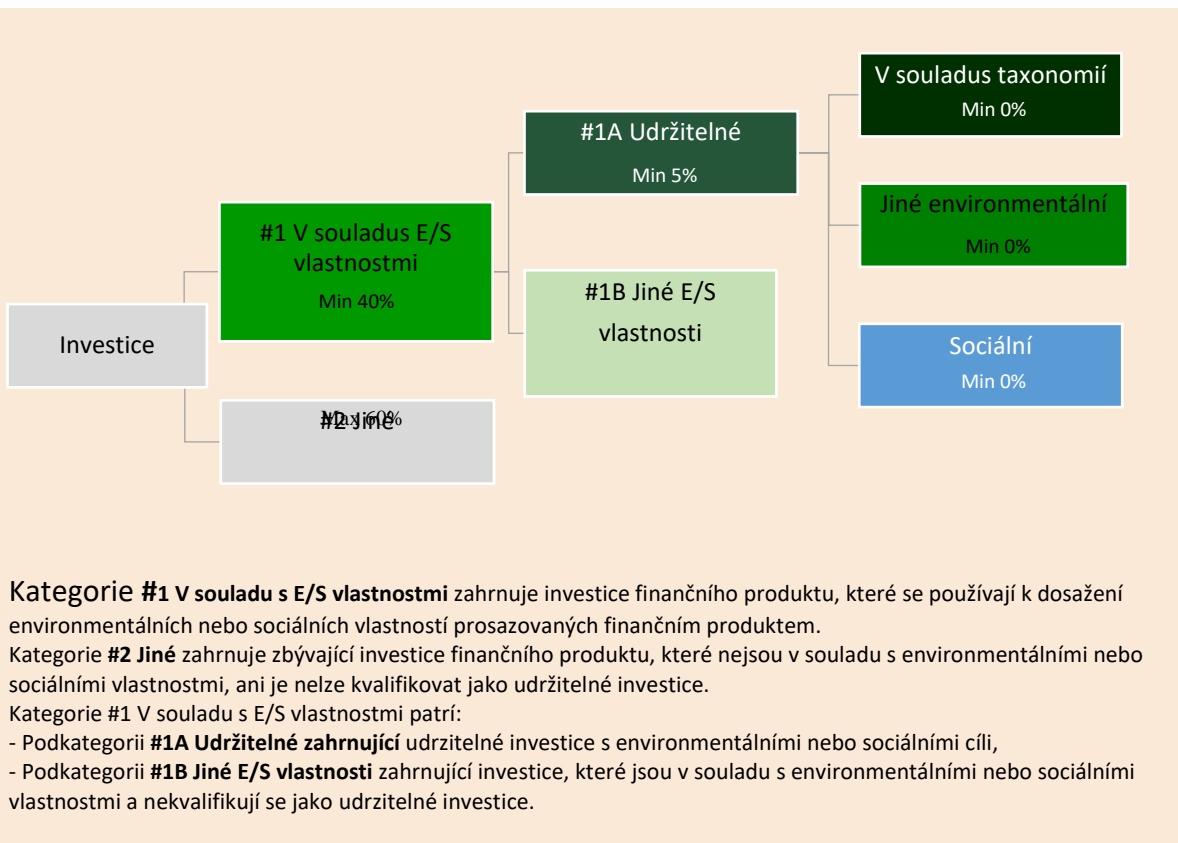 V souladus taxonomií
Min 0%
#1A Udržitelné
Min 5%
Jiné environmentální
Min 0%
#1 V souladus E/S
vlastnostmi
Min 40%
#1B Jiné E/S
vlastnosti
Investice
Sociální
Min 0%
#2 Jiné
Max 60%
Kategorie #1 V souladu s E/S vlastnostmi zahrnuje investice finančního produktu, které se používají k dosažení
environmentálních nebo sociálních vlastností prosazovaných finančním produktem.
Kategorie #2 Jiné zahrnuje zbývající investice finančního produktu, které nejsou v souladu s environmentálními nebo
sociálními vlastnostmi, ani je nelze kvalifikovat jako udržitelné investice.
Kategorie #1 V souladu s E/S vlastnostmi patrí:
- Podkategorii #1A Udržitelné zahrnující udrzitelné investice s environmentálními nebo sociálními cíli,
- Podkategorii #1B Jiné E/S vlastnosti zahrnující investice, které jsou v souladu s environmentálními nebo sociálními
vlastnostmi a nekvalifikují se jako udrzitelné investice.